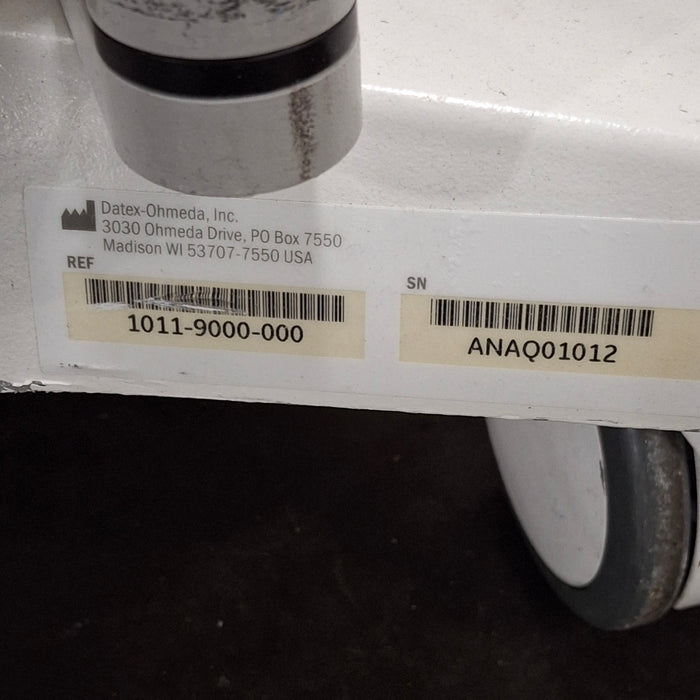 Datex-Ohmeda, Inc.
3030 Ohmeda Drive, PO Box 7550
Madison WI 53707-7550 USA
REF
1011-9000-000
SN
ANAQ01012